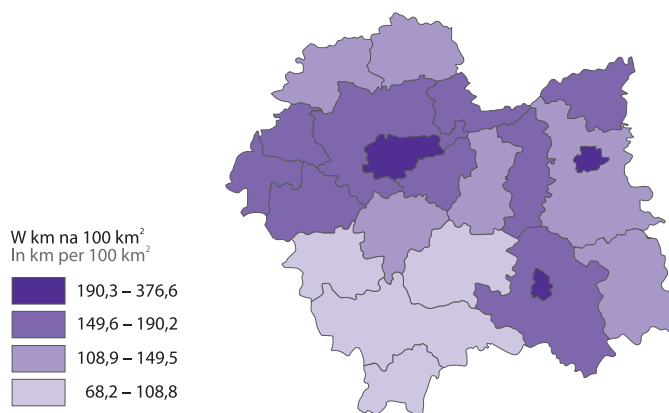 W km na 100 km²
In km per 100 km²
190,3 – 376,6
149,6 – 190,2
108,9 – 149,5
68,2 – 108,8